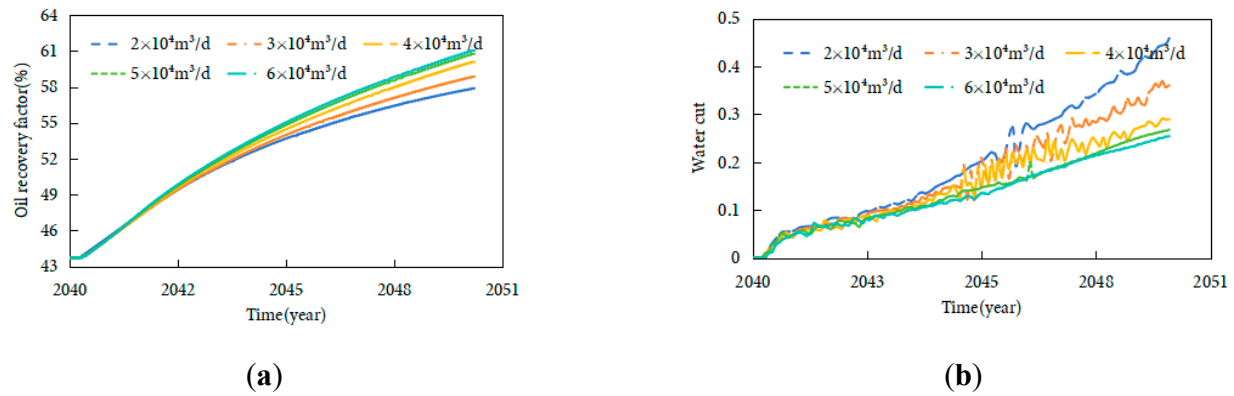 64
61
58
55
52
49
46
43
Oil recovery factor(%)
2×10⁴m³/d 3×10⁴m³/d 4×10⁴m³/d
5×10⁴m³/d 6×10⁴m³/d
2040 2042 2045 2048 2051
Time(year)
(a)
0.5
0.4
0.3
0.2
0.1
0
Water cut
2×10⁴m³/d 3×10⁴m³/d 4×10⁴m³/d
5×10⁴m³/d 6×10⁴m³/d
2040 2043 2045 2048 2051
Time(year)
(b)